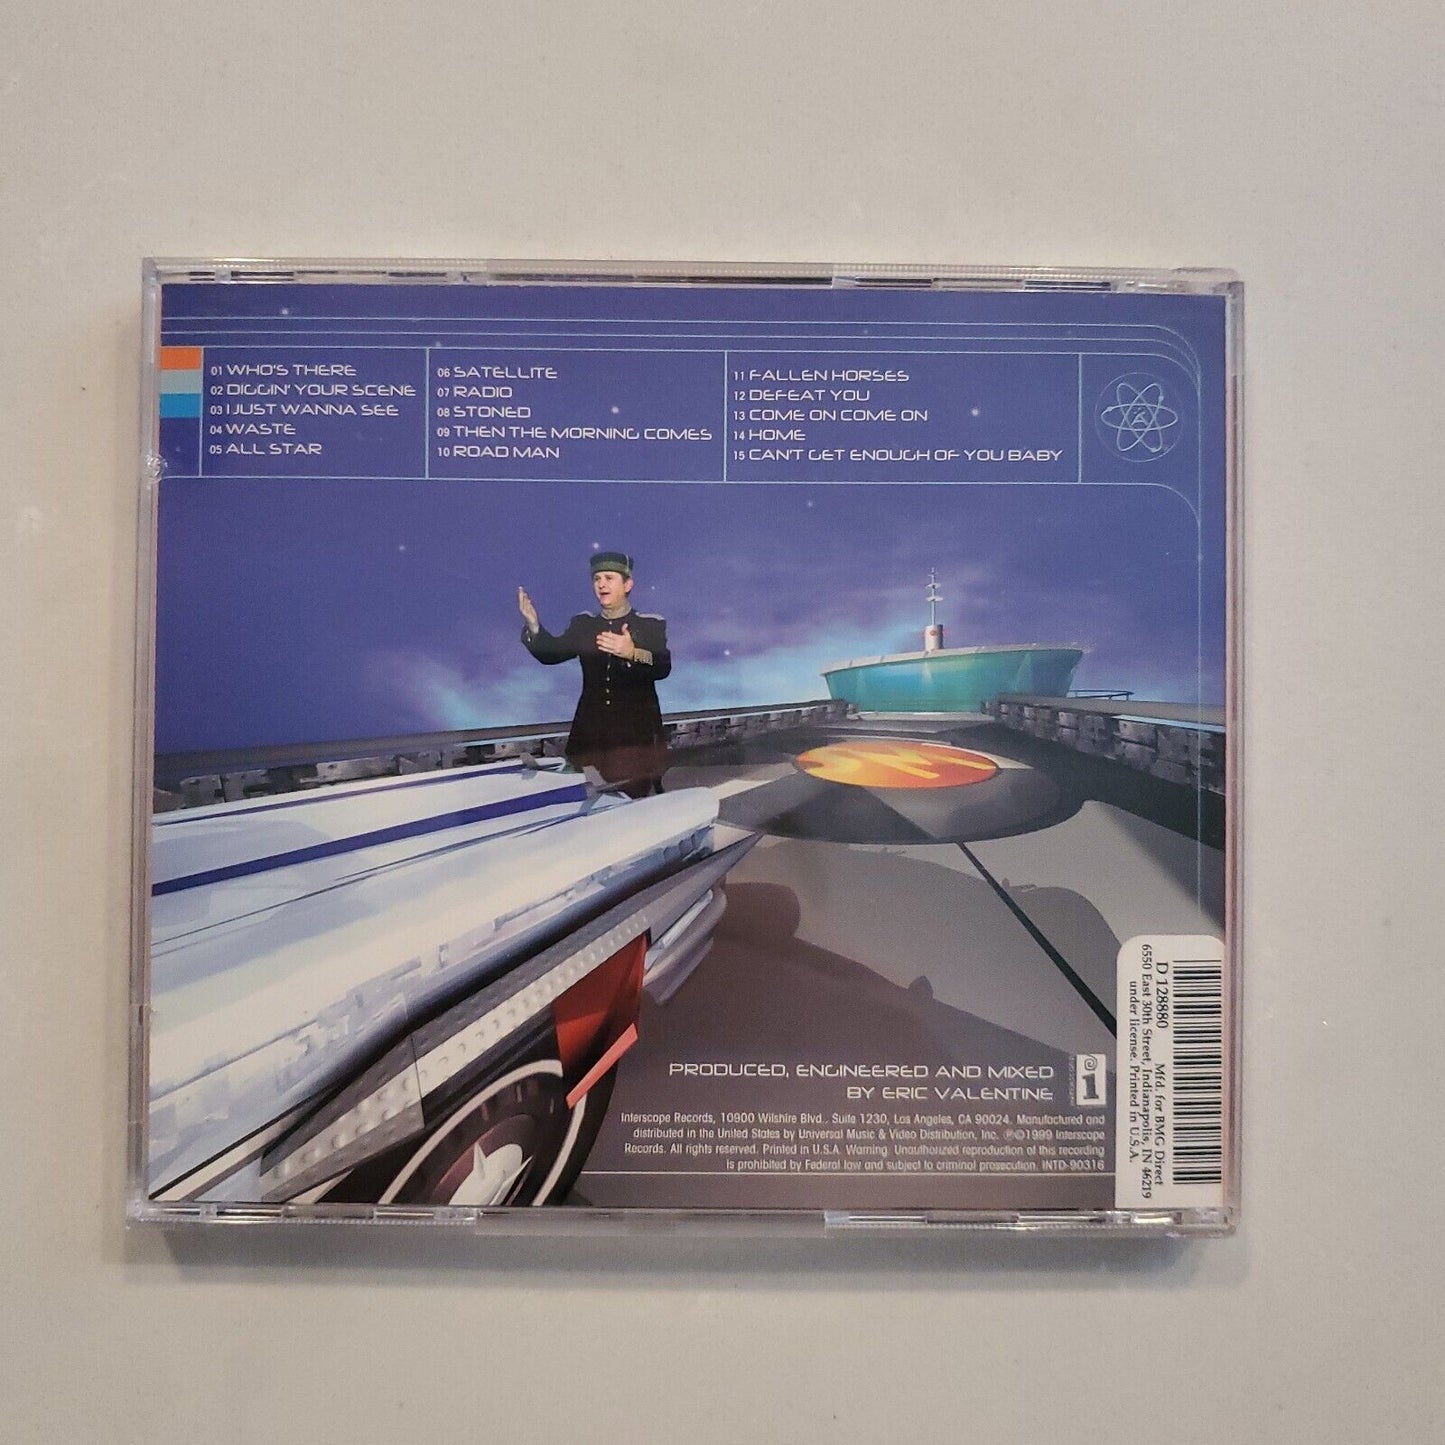 01 WHO'S THERE
02 DIGGIN' YOUR SCENE
03 I JUST WANNA SEE
04 WASTE
05 ALL STAR
06 SATELLITE
07 RADIO
08 STONED
09 THEN THE MORNING COMES
10 ROAD MAN
11 FALLEN HORSES
12 DEFEAT YOU
13 COME ON COME ON
14 HOME
15 CAN'T GET ENOUGH OF YOU BABY
SM
PRODUCED, ENGINEERED AND MIXED
BY ERIC VALENTINE
Interscope Records, 10900 Wilshire Blvd., Suite 1230, Los Angeles, CA 90024. Manufactured and
distributed in the United States by Universal Music & Video Distribution, Inc. ℗©1999 Interscope
Records. All rights reserved. Printed in U.S.A. Warning: Unauthorized reproduction of this recording
is prohibited by Federal law and subject to criminal prosecution. INTD-90316
D 128880 Mfd. for BMG Direct
6550 East 30th Street, Indianapolis, IN 46219
under license. Printed in U.S.A.